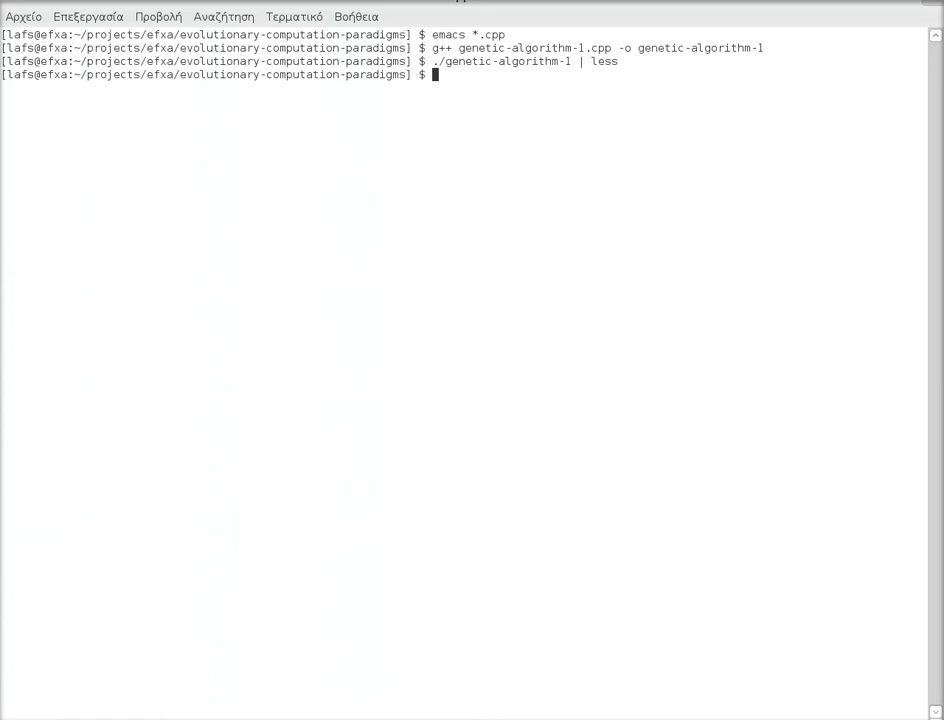 Αρχείο Επεξεργασία Προβολή Αναζήτηση Τερματικό Βοήθεια
[lafs@efxa:~/projects/efxa/evolutionary-computation-paradigms] $ emacs *.cpp
[lafs@efxa:~/projects/efxa/evolutionary-computation-paradigms] $ g++ genetic-algorithm-1.cpp -o genetic-algorithm-1
[lafs@efxa:~/projects/efxa/evolutionary-computation-paradigms] $ ./genetic-algorithm-1 | less
[lafs@efxa:~/projects/efxa/evolutionary-computation-paradigms] $